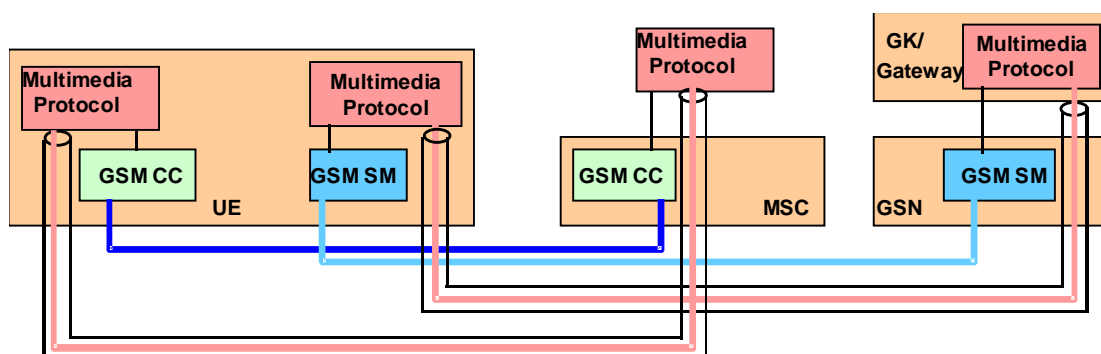 Multimedia
Protocol
Multimedia
Protocol
GSM CC
GSM SM
UE
Multimedia
Protocol
GSM CC
MSC
GK/
Gateway
Multimedia
Protocol
GSM SM
GSN